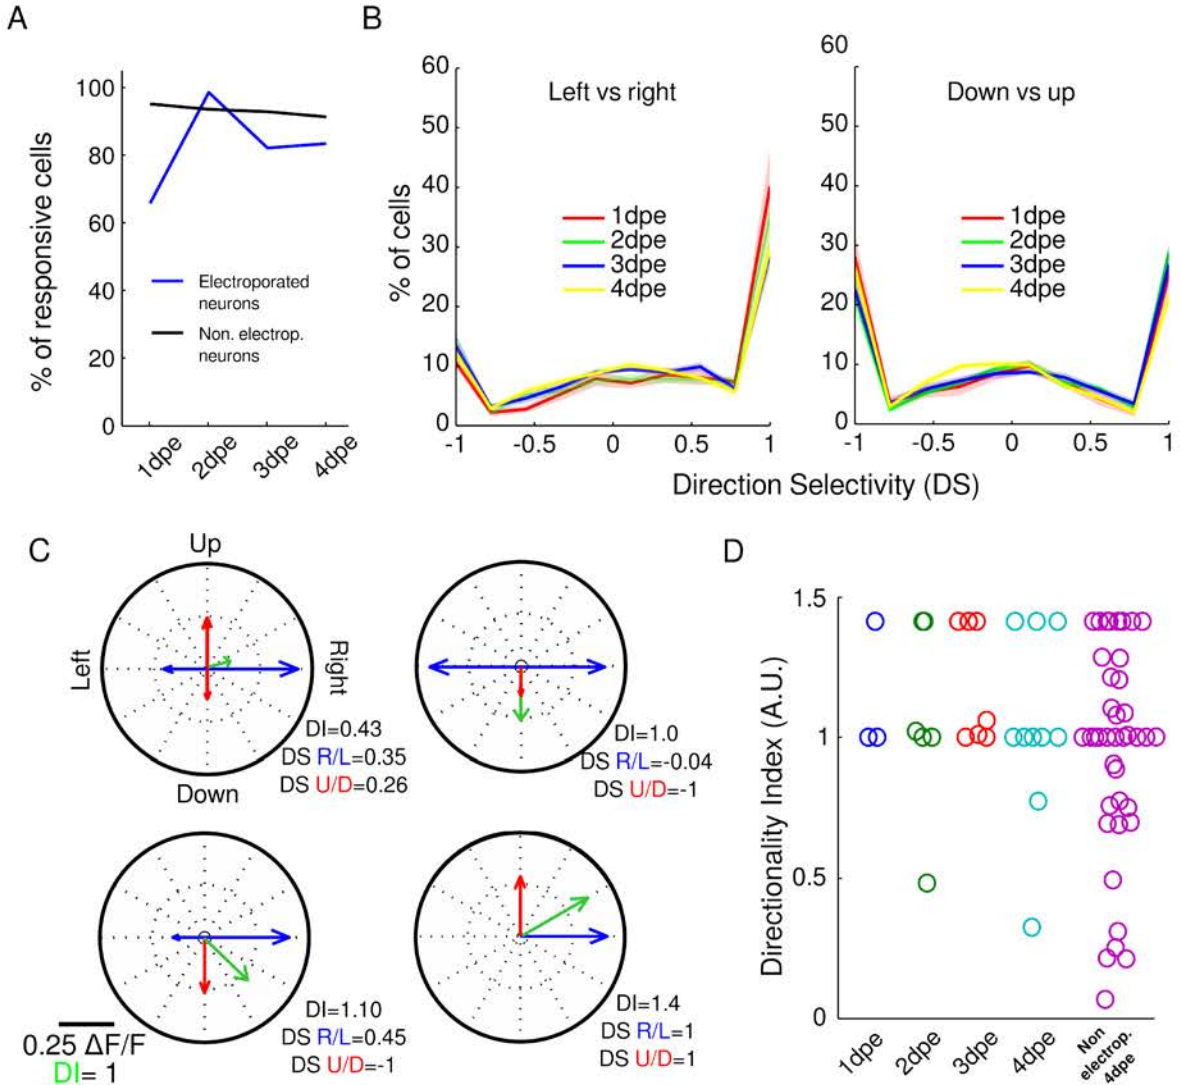 A
100
80
60
40
20
0
% of responsive cells
Electroporated
neurons
Non. electrop.
neurons
1dpe
2dpe
3dpe
4dpe
B
60
50
40
30
20
10
0
% of cells
Left vs right
1dpe
2dpe
3dpe
4dpe
-1
-0.5
0
0.5
1
60
50
40
30
20
10
0
Down vs up
1dpe
2dpe
3dpe
4dpe
-1
-0.5
0
0.5
1
Direction Selectivity (DS)
C
Up
Left
Right
Down
DI=0.43
DS R/L=0.35
DS U/D=0.26
DI=1.0
DS R/L=-0.04
DS U/D=-1
DI=1.10
DS R/L=0.45
DS U/D=-1
DI=1.4
DS R/L=1
DS U/D=1
0.25 ΔF/F
DI= 1
D
1.5
1
0.5
0
Directionality Index (A.U.)
1dpe
2dpe
3dpe
4dpe
Non
electrop.
4dpe